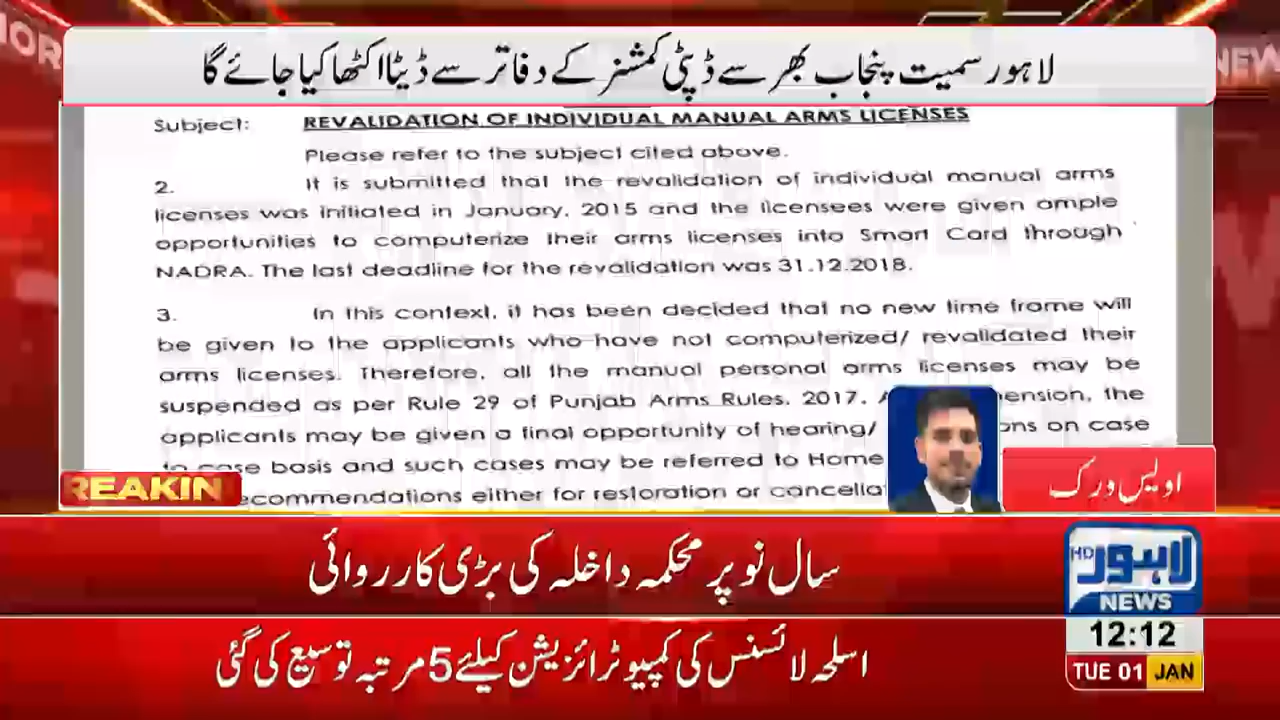 لاہور سمیت پنجاب بھر سے ڈپٹی کمشنر کے دفاتر سے ڈیٹا اکٹھا کیا جائے گا
Subject: REVALIDATION OF INDIVIDUAL MANUAL ARMS LICENSES
Please refer to the subject cited above.
2. It is submitted that the revalidation of individual manual arms
licenses was initiated in January, 2015 and the licensees were given ample
opportunities to computerize their arms licenses into Smart Card through
NADRA. The last deadline for the revalidation was 31.12.2018.
3. In this context, it has been decided that no new time frame will
be given to the applicants who have not computerized/ revalidated their
arms licenses. Therefore, all the manual personal arms licenses may be
suspended as per Rule 29 of Punjab Arms Rules, 2017. the
applicants may be given a final opportunity of hearing/ on case
to case basis and such cases may be referred to Home
either for restoration or
REAKIN
اویس ورک
سال نو پر محکمہ داخلہ کی بڑی کارروائی
اسلحہ لائسنس کی کمپیوٹرائزیشن کیلئے 5 مرتبہ توسیع کی گئی
HD لاہور
NEWS
12:12
TUE 01 JAN